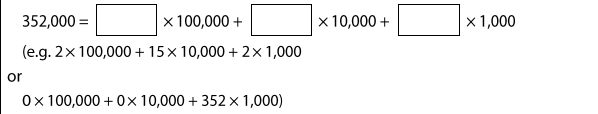 352,000 = × 100,000 + × 10,000 + × 1,000
(e.g. 2 × 100,000 + 15 × 10,000 + 2 × 1,000
or
0 × 100,000 + 0 × 10,000 + 352 × 1,000)